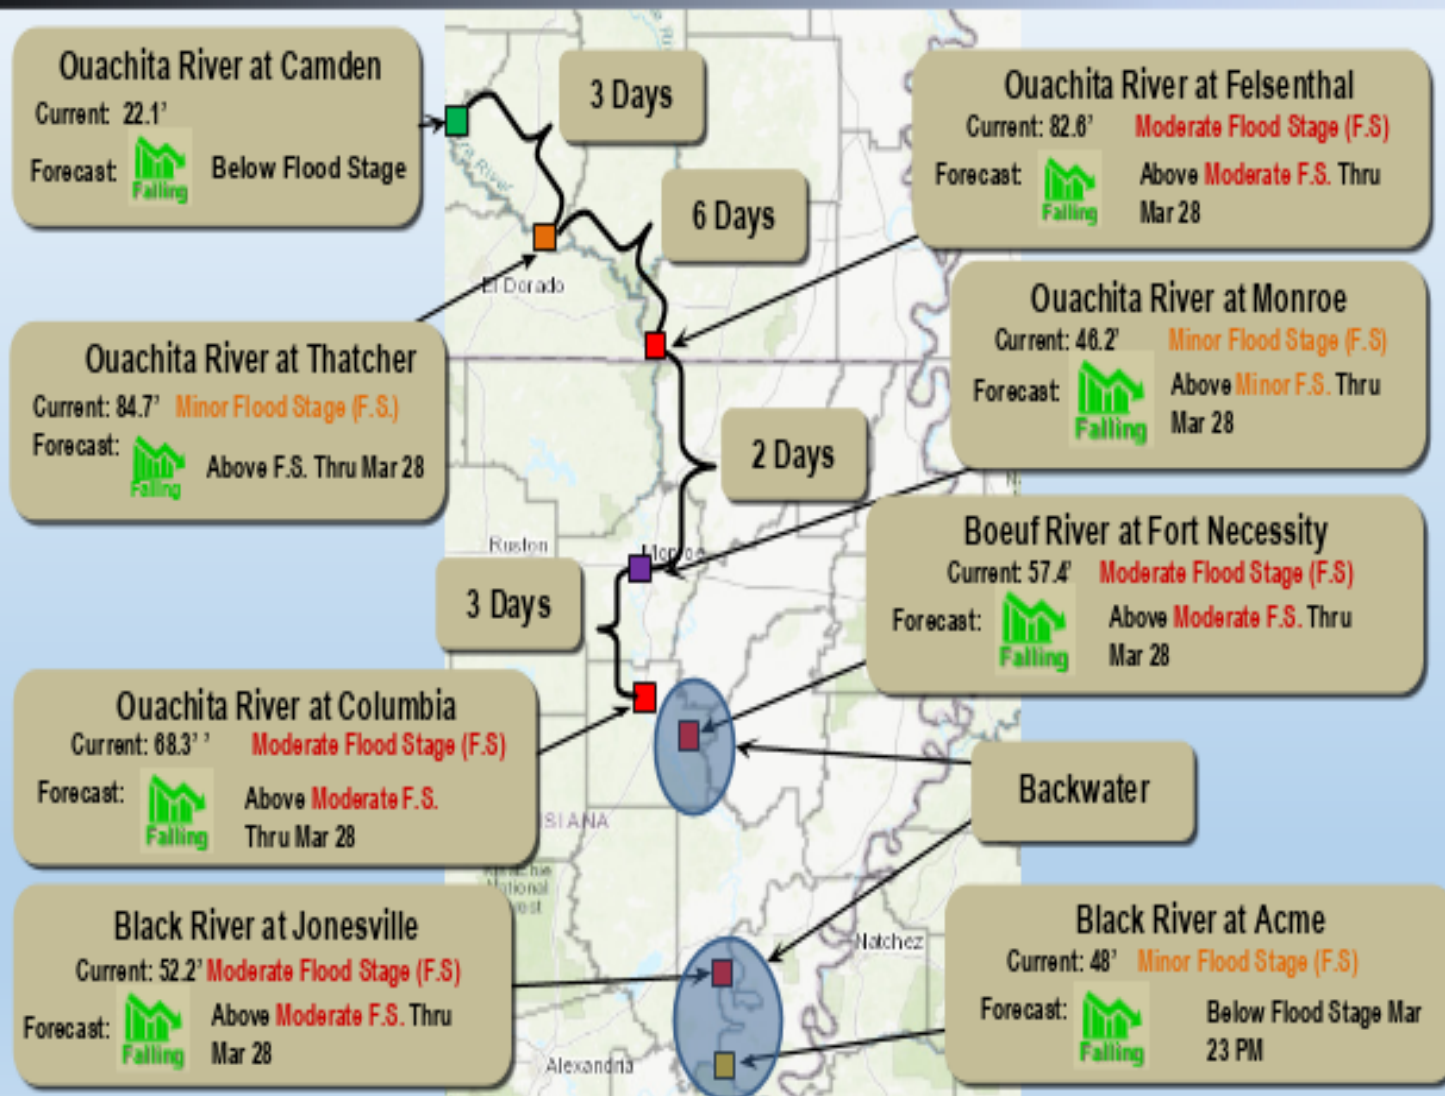 Ouachita River at Camden
Current: 22.1'
Forecast:
Falling
Below Flood Stage
3 Days
6 Days
Ouachita River at Felsenthal
Current: 82.6' Moderate Flood Stage (F.S)
Forecast:
Falling
Above Moderate F.S. Thru
Mar 28
El Dorado
Ouachita River at Thatcher
Current: 84.7' Minor Flood Stage (F.S.)
Forecast:
Falling
Above F.S. Thru Mar 28
Ouachita River at Monroe
Current: 46.2' Minor Flood Stage (F.S)
Forecast:
Falling
Above Minor F.S. Thru
Mar 28
2 Days
Ruston
Monroe
3 Days
Boeuf River at Fort Necessity
Current: 57.4' Moderate Flood Stage (F.S)
Forecast:
Falling
Above Moderate F.S. Thru
Mar 28
Ouachita River at Columbia
Current: 68.3' ' Moderate Flood Stage (F.S)
Forecast:
Falling
Above Moderate F.S.
Thru Mar 28
ISIANA
Backwater
Black River at Jonesville
Current: 52.2' Moderate Flood Stage (F.S)
Forecast:
Falling
Above Moderate F.S. Thru
Mar 28
Natchez
Alexandria
Black River at Acme
Current: 48' Minor Flood Stage (F.S)
Forecast:
Falling
Below Flood Stage Mar
23 PM